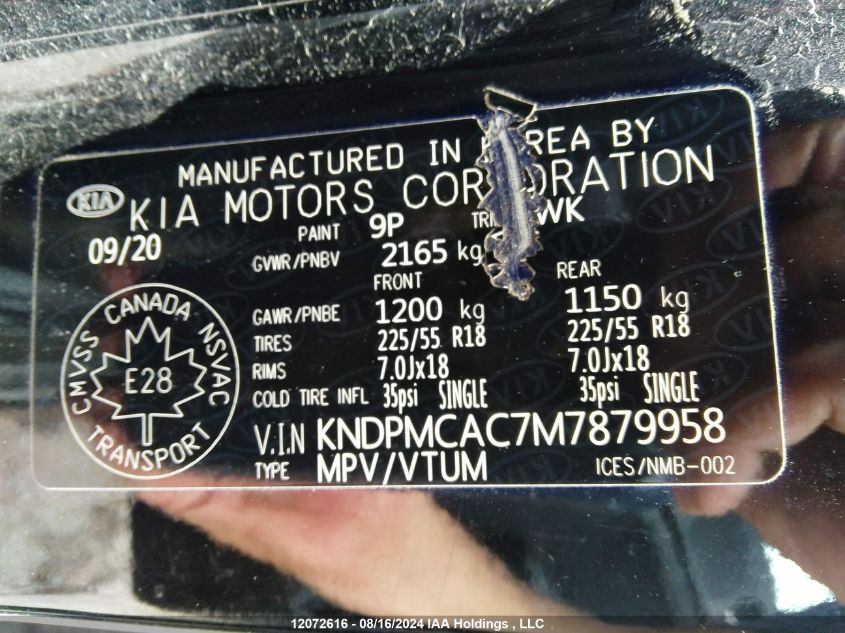 MANUFACTURED IN KOREA BY
KIA KIA MOTORS CORPORATION
09/20 PAINT 9P WK
GVWR/PNBV 2165 kg
FRONT REAR
GAWR/PNBE 1200 kg 1150 kg
TIRES 225/55 R18 225/55 R18
RIMS 7.0Jx18 7.0Jx18
COLD TIRE INFL 35psi SINGLE 35psi SINGLE
V.I.N KNDPMCAC7M7879958
TYPE MPV/VTUM ICES/NMB-002
CANADA
CMVSS NSVAC
E28
TRANSPORT
12072616 - 08/16/2024 IAA Holdings , LLC